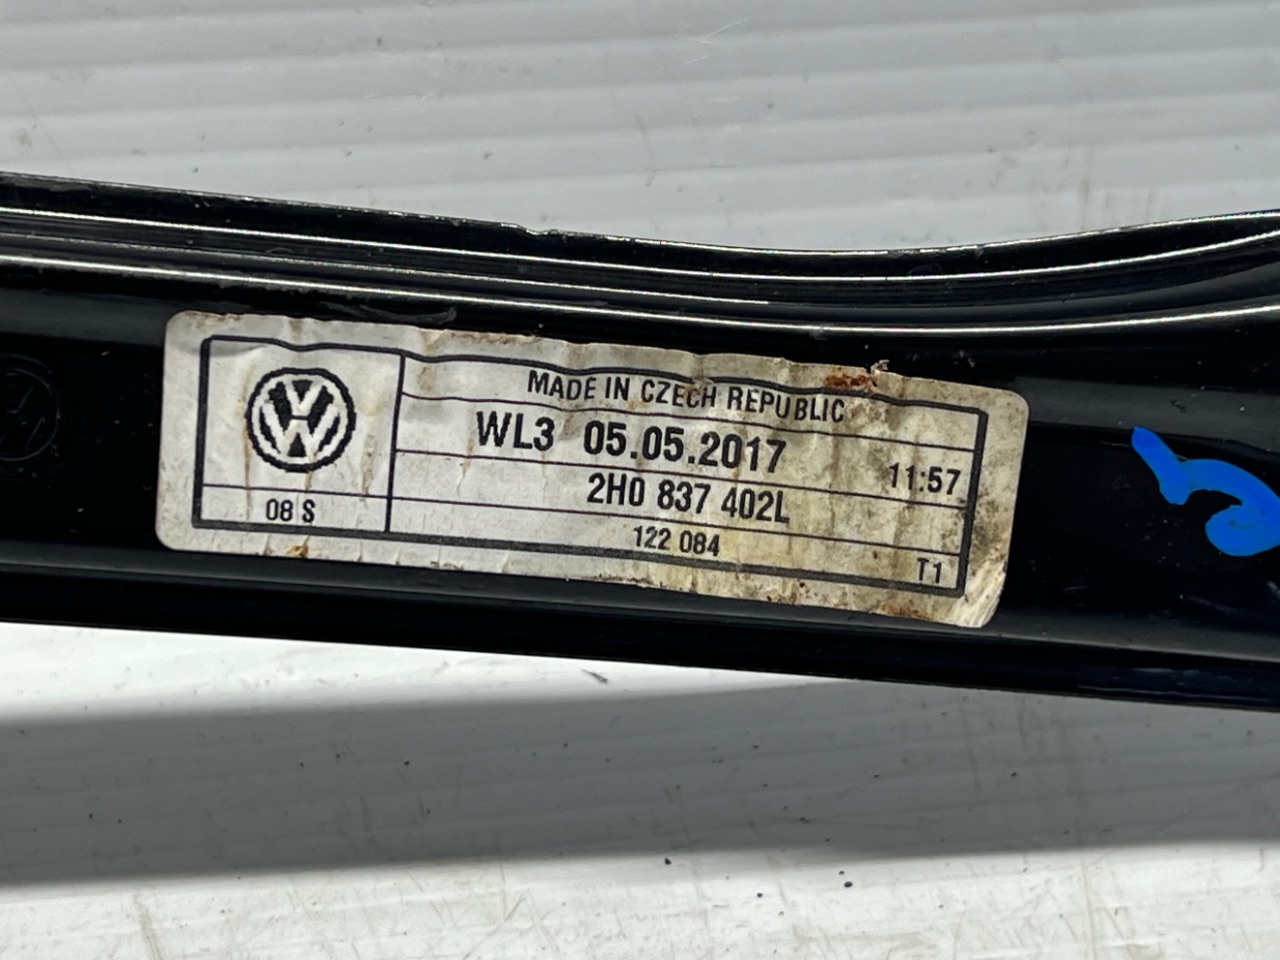 MADE IN CZECH REPUBLIC
WL3 05.05.2017 11:57
2H0 837 402L
08 S
122 084
T1